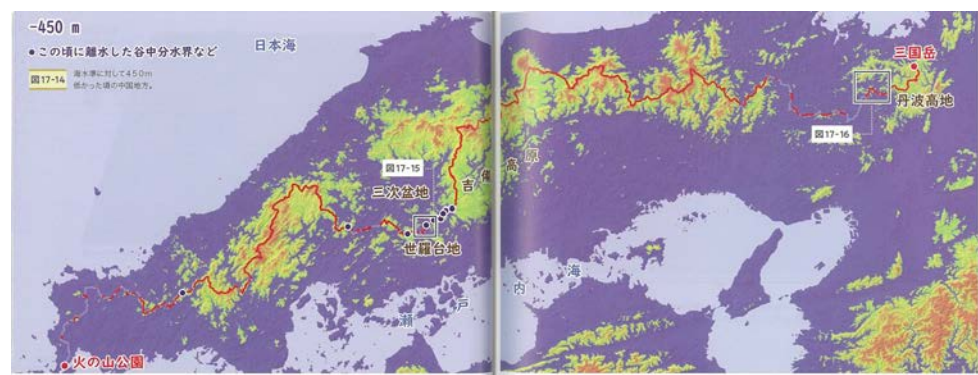 -450 m
●この頃に離水した谷中分水界など
図17-14
海水準に対して450m
低かった頃の中国地方。
日本海
三国岳
丹波高地
図17-16
図17-15
三次盆地
吉備高原
世羅台地
瀬戸内海
火の山公園